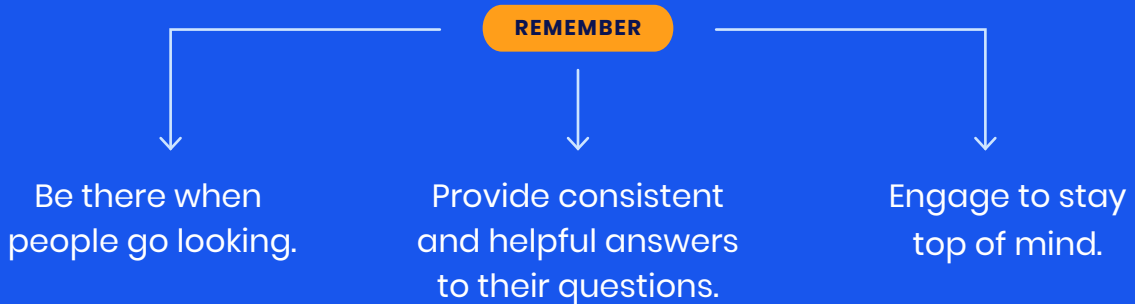 REMEMBER
Be there when
people go looking.
Provide consistent
and helpful answers
to their questions.
Engage to stay
top of mind.